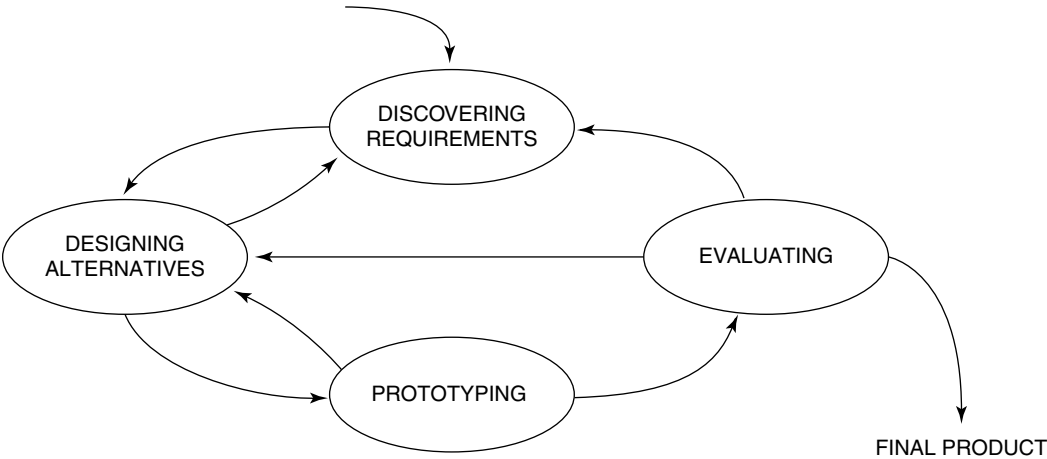 DISCOVERING
REQUIREMENTS
DESIGNING
ALTERNATIVES
EVALUATING
PROTOTYPING
FINAL PRODUCT